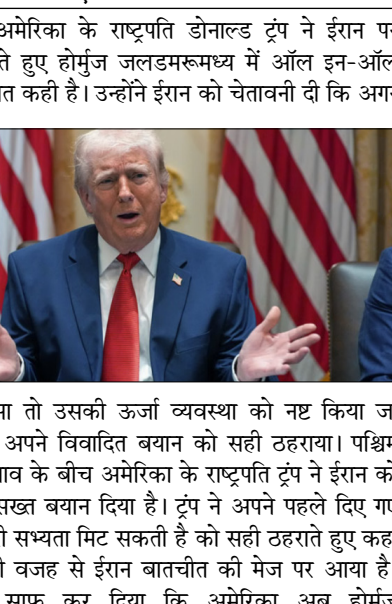 अमेरिका के राष्ट्रपति डोनाल्ड ट्रंप ने ईरान पर
ते हुए होर्मुज जलडमरूमध्य में ऑल इन-ऑल
त कही है। उन्होंने ईरान को चेतावनी दी कि अगर
सा तो उसकी ऊर्जा व्यवस्था को नष्ट किया ज
अपने विवादित बयान को सही ठहराया। पश्चिम
ाव के बीच अमेरिका के राष्ट्रपति ट्रंप ने ईरान को
सख्त बयान दिया है। ट्रंप ने अपने पहले दिए गए
ी सभ्यता मिट सकती है को सही ठहराते हुए कह
ी वजह से ईरान बातचीत की मेज पर आया है
साफ कर दिया कि अमेरिका अब होर्मुज